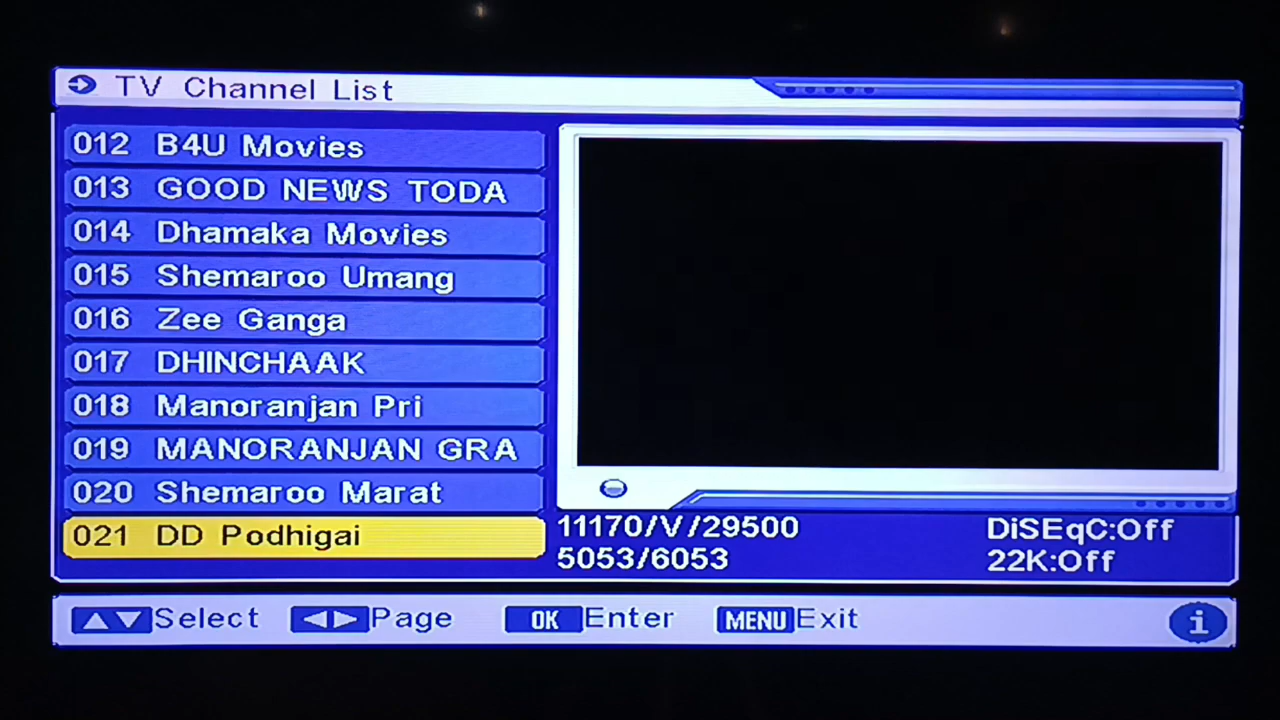 TV Channel List
012 B4U Movies
013 GOOD NEWS TODA
014 Dhamaka Movies
015 Shemaroo Umang
016 Zee Ganga
017 DHINCHAAK
018 Manoranjan Pri
019 MANORANJAN GRA
020 Shemaroo Marat
021 DD Podhigai
11170/V/29500 DiSEqC:Off
5053/6053 22K:Off
Select Page OK Enter MENU Exit i